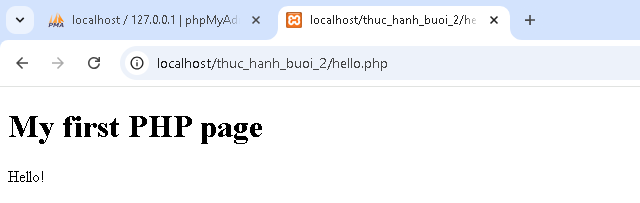 localhost / 127.0.0.1 | phpMyAd
localhost/thuc_hanh_buoi_2/he
localhost/thuc_hanh_buoi_2/hello.php
My first PHP page
Hello!